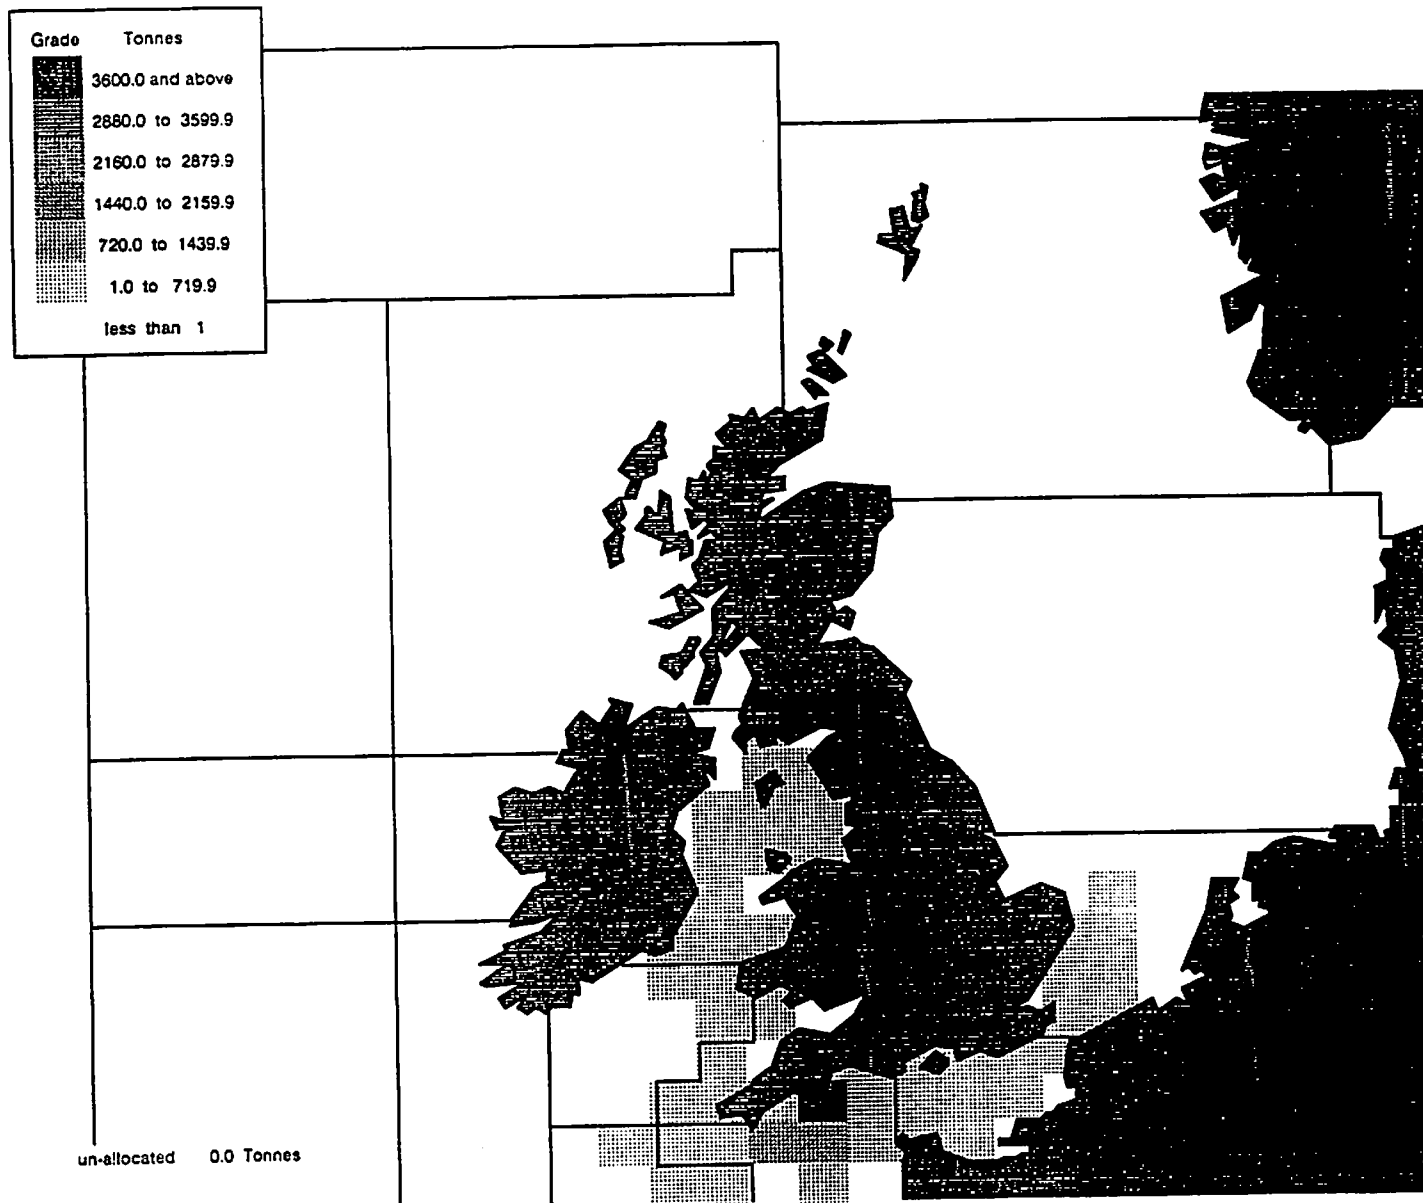 Grade Tonnes
3600.0 and above
2880.0 to 3599.9
2160.0 to 2879.9
1440.0 to 2159.9
720.0 to 1439.9
1.0 to 719.9
less than 1
un-allocated 0.0 Tonnes